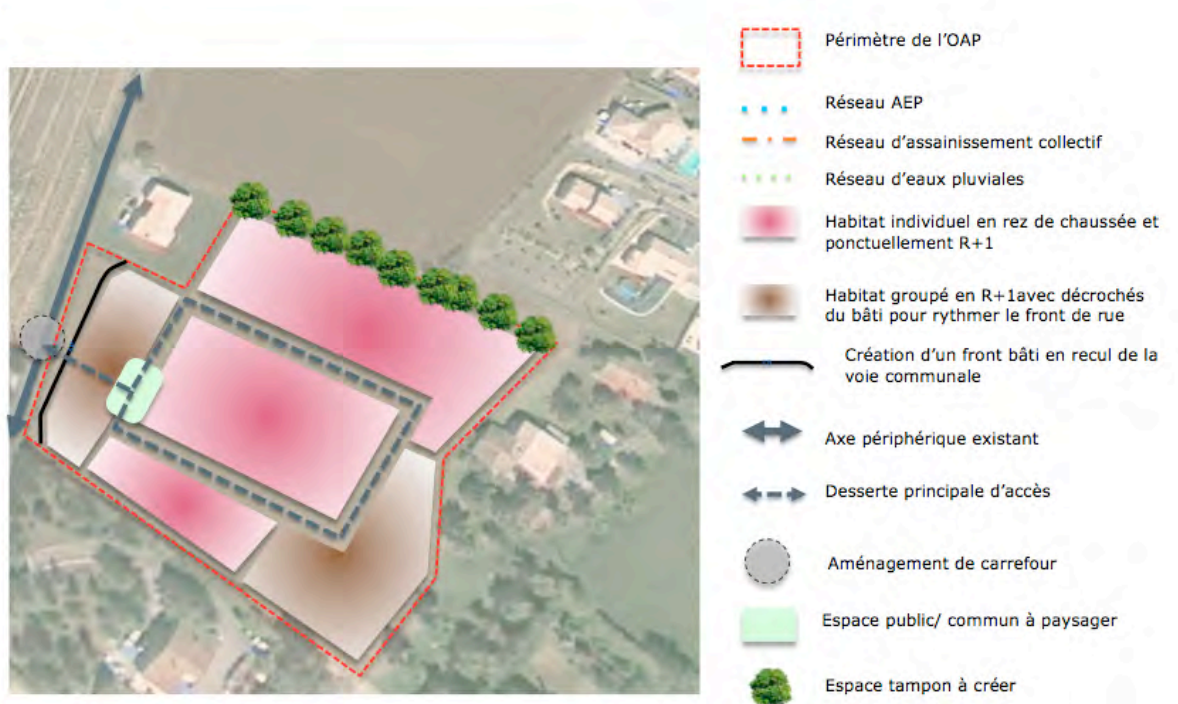 Périmètre de l'OAP
Réseau AEP
Réseau d'assainissement collectif
Réseau d'eaux pluviales
Habitat individuel en rez de chaussée et
ponctuellement R+1
Habitat groupé en R+1avec décrochés
du bâti pour rythmer le front de rue
Création d'un front bâti en recul de la
voie communale
Axe périphérique existant
Desserte principale d'accès
Aménagement de carrefour
Espace public/ commun à paysager
Espace tampon à créer